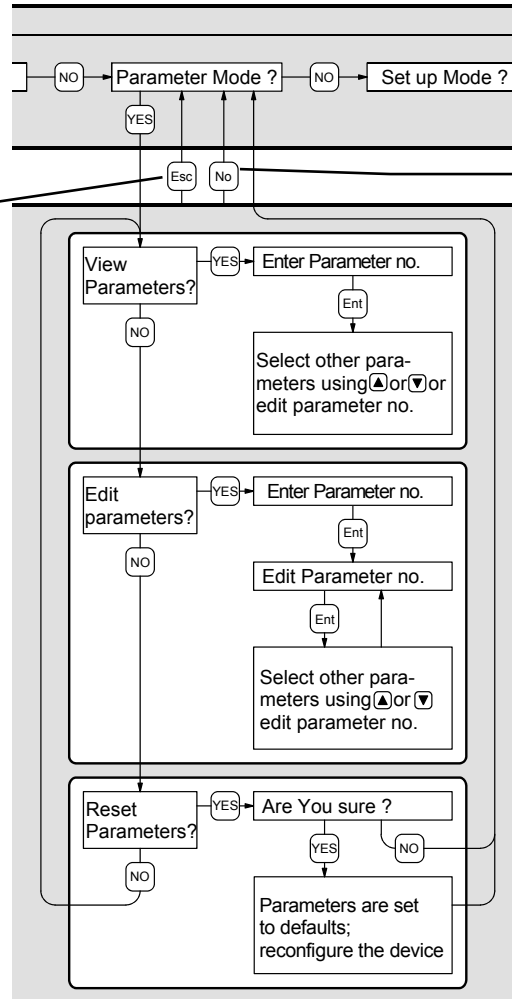 NO
Parameter Mode ?
NO
Set up Mode ?
YES
Esc
No
View
Parameters?
YES
Enter Parameter no.
Ent
NO
Select other para-
meters using ▲ or ▼ or
edit parameter no.
Edit
parameters?
YES
Enter Parameter no.
Ent
NO
Edit Parameter no.
Ent
Select other para-
meters using ▲ or ▼
edit parameter no.
Reset
Parameters?
YES
Are You sure ?
YES
NO
NO
Parameters are set
to defaults;
reconfigure the device